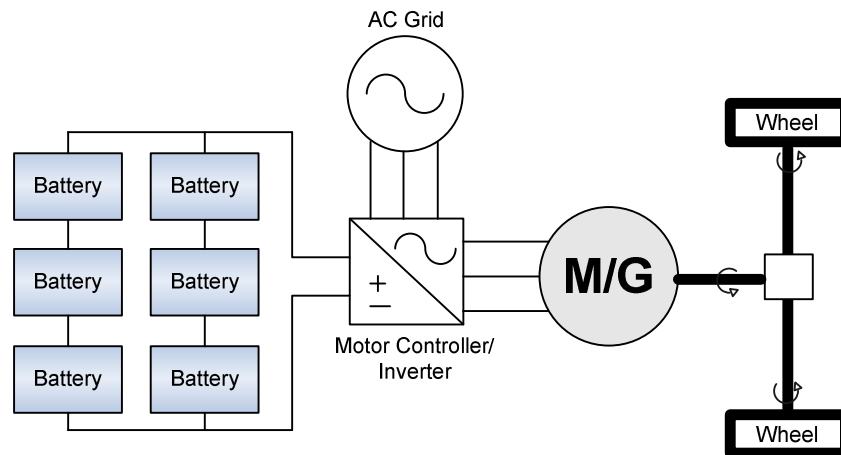 AC Grid
Wheel
Battery Battery
Battery Battery
+
−
M/G
Motor Controller/
Inverter
Battery Battery
Wheel